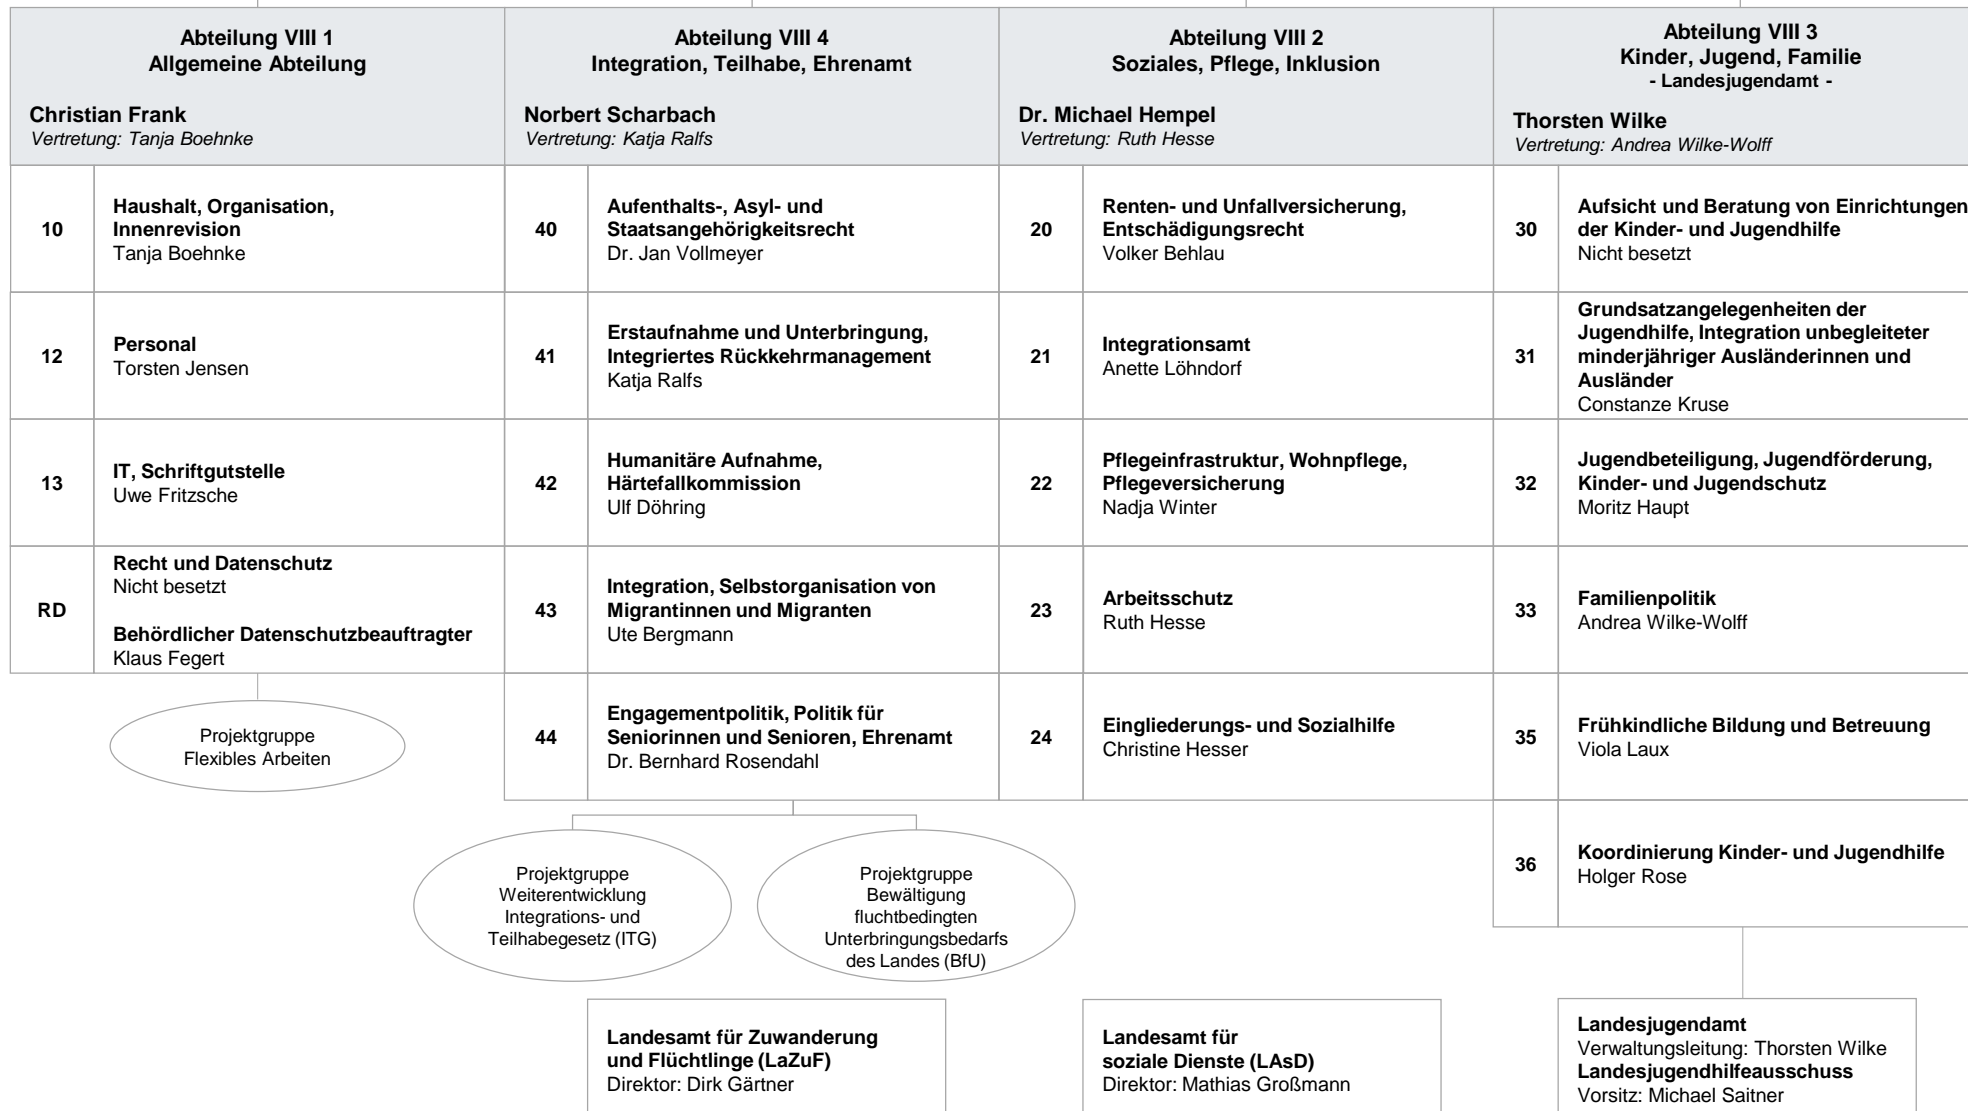 Abteilung VIII 1
Allgemeine Abteilung
Christian Frank
Vertretung: Tanja Boehnke
10
Haushalt, Organisation,
Innenrevision
Tanja Boehnke
12
Personal
Torsten Jensen
13
IT, Schriftgutstelle
Uwe Fritzsche
RD
Recht und Datenschutz
Nicht besetzt
Behördlicher Datenschutzbeauftragter
Klaus Fegert
Projektgruppe
Flexibles Arbeiten
Abteilung VIII 4
Integration, Teilhabe, Ehrenamt
Norbert Scharbach
Vertretung: Katja Ralfs
40
Aufenthalts-, Asyl- und
Staatsangehörigkeitsrecht
Dr. Jan Vollmeyer
41
Erstaufnahme und Unterbringung,
Integriertes Rückkehrmanagement
Katja Ralfs
42
Humanitäre Aufnahme,
Härtefallkommission
Ulf Döhring
43
Integration, Selbstorganisation von
Migrantinnen und Migranten
Ute Bergmann
44
Engagementpolitik, Politik für
Seniorinnen und Senioren, Ehrenamt
Dr. Bernhard Rosendahl
Projektgruppe
Weiterentwicklung
Integrations- und
Teilhabegesetz (ITG)
Projektgruppe
Bewältigung
fluchtbedingten
Unterbringungsbedarfs
des Landes (BfU)
Landesamt für Zuwanderung
und Flüchtlinge (LaZuF)
Direktor: Dirk Gärtner
Abteilung VIII 2
Soziales, Pflege, Inklusion
Dr. Michael Hempel
Vertretung: Ruth Hesse
20
Renten- und Unfallversicherung,
Entschädigungsrecht
Volker Behlau
21
Integrationsamt
Anette Löhndorf
22
Pflegeinfrastruktur, Wohnpflege,
Pflegeversicherung
Nadja Winter
23
Arbeitsschutz
Ruth Hesse
24
Eingliederungs- und Sozialhilfe
Christine Hesser
Landesamt für
soziale Dienste (LAsD)
Direktor: Mathias Großmann
Abteilung VIII 3
Kinder, Jugend, Familie
- Landesjugendamt -
Thorsten Wilke
Vertretung: Andrea Wilke-Wolff
30
Aufsicht und Beratung von Einrichtungen
der Kinder- und Jugendhilfe
Nicht besetzt
31
Grundsatzangelegenheiten der
Jugendhilfe, Integration unbegleiteter
minderjähriger Ausländerinnen und
Ausländer
Constanze Kruse
32
Jugendbeteiligung, Jugendförderung,
Kinder- und Jugendschutz
Moritz Haupt
33
Familienpolitik
Andrea Wilke-Wolff
35
Frühkindliche Bildung und Betreuung
Viola Laux
36
Koordinierung Kinder- und Jugendhilfe
Holger Rose
Landesjugendamt
Verwaltungsleitung: Thorsten Wilke
Landesjugendhilfeausschuss
Vorsitz: Michael Saitner